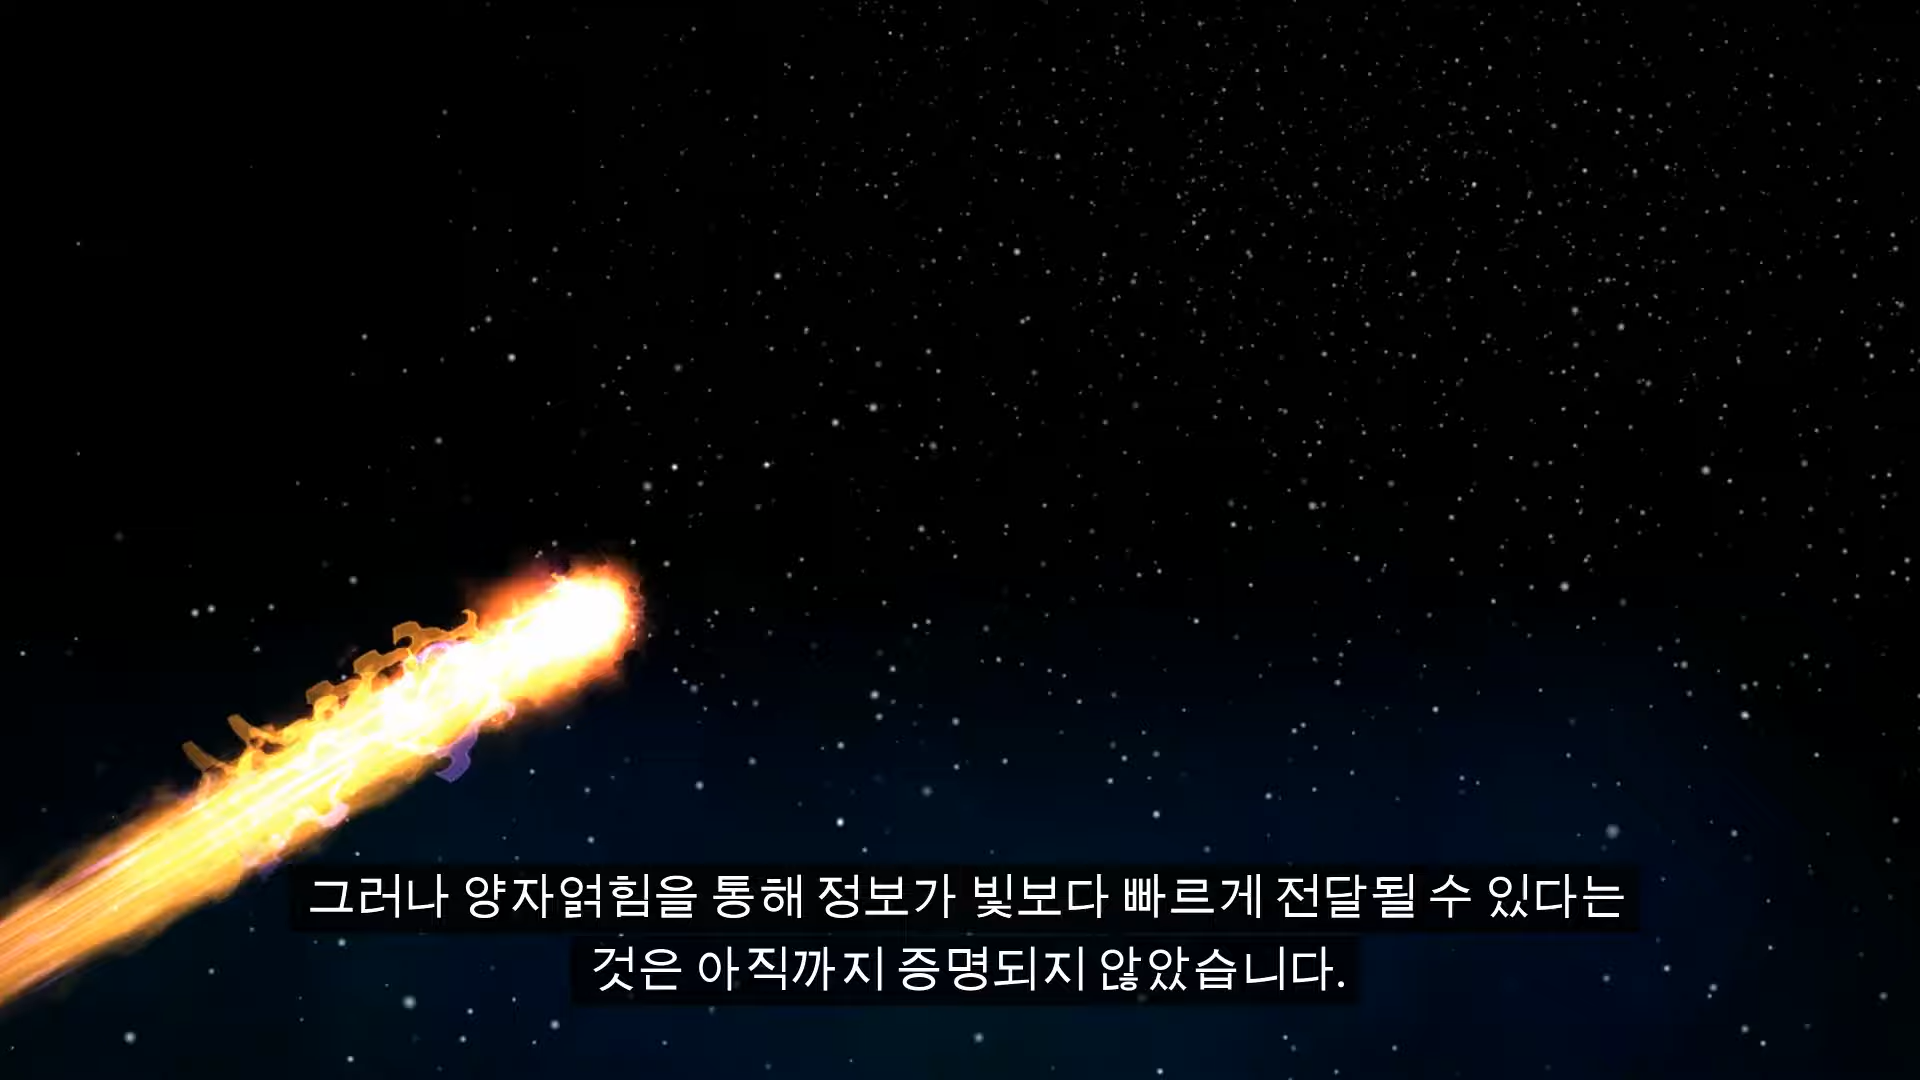 그러나 양자얽힘을 통해 정보가 빛보다 빠르게 전달될 수 있다는
것은 아직까지 증명되지 않았습니다.